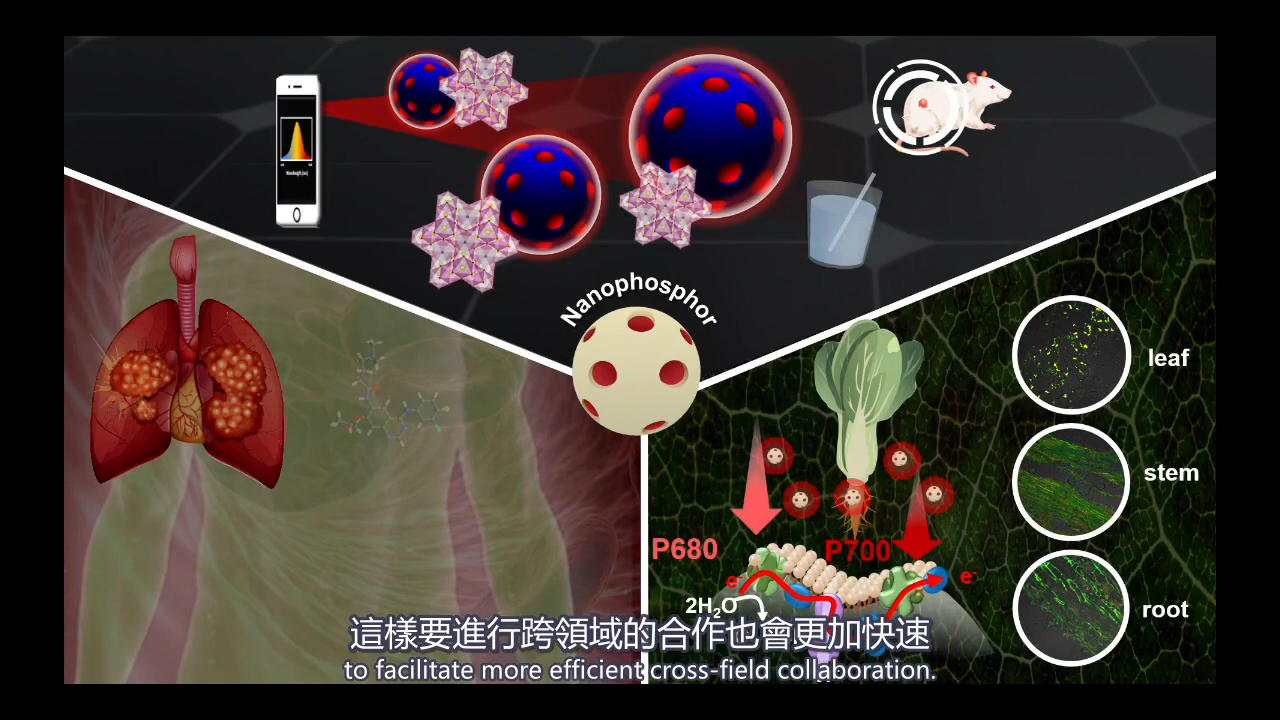 Nanophosphor
leaf
stem
P680
P700
e-
e-
2H₂O
root
這樣要進行跨領域的合作也會更加快速
to facilitate more efficient cross-field collaboration.